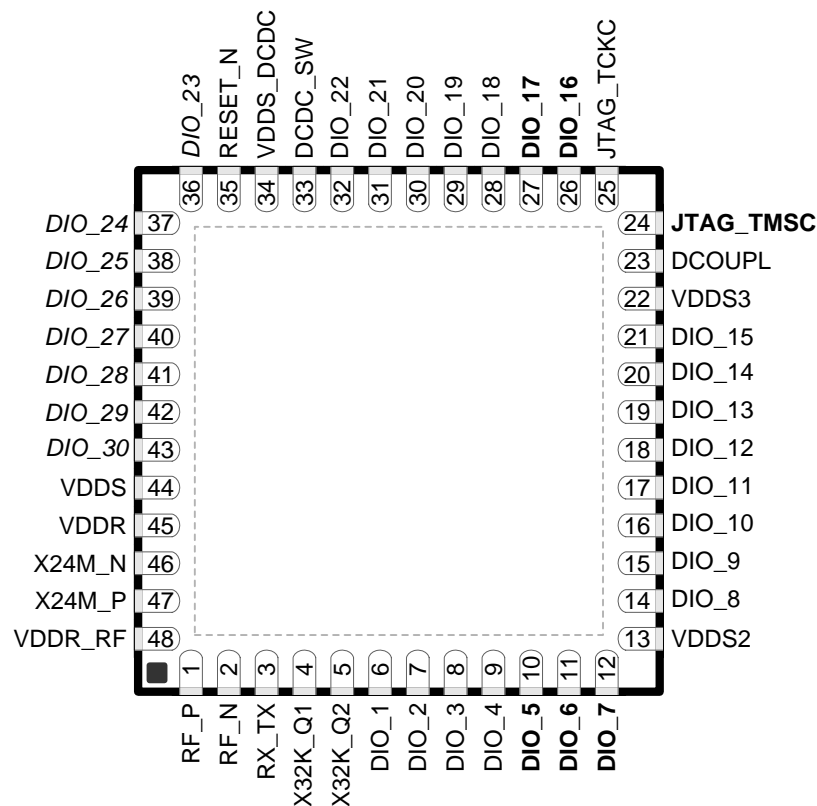 DIO_23
RESET_N
VDDS_DCDC
DCDC_SW
DIO_22
DIO_21
DIO_20
DIO_19
DIO_18
DIO_17
DIO_16
JTAG_TCKC
36 35 34 33 32 31 30 29 28 27 26 25
DIO_24 37
DIO_25 38
DIO_26 39
DIO_27 40
DIO_28 41
DIO_29 42
DIO_30 43
VDDS 44
VDDR 45
X24M_N 46
X24M_P 47
VDDR_RF 48
24 JTAG_TMSC
23 DCOUPL
22 VDDS3
21 DIO_15
20 DIO_14
19 DIO_13
18 DIO_12
17 DIO_11
16 DIO_10
15 DIO_9
14 DIO_8
13 VDDS2
1 2 3 4 5 6 7 8 9 10 11 12
RF_P
RF_N
RX_TX
X32K_Q1
X32K_Q2
DIO_1
DIO_2
DIO_3
DIO_4
DIO_5
DIO_6
DIO_7